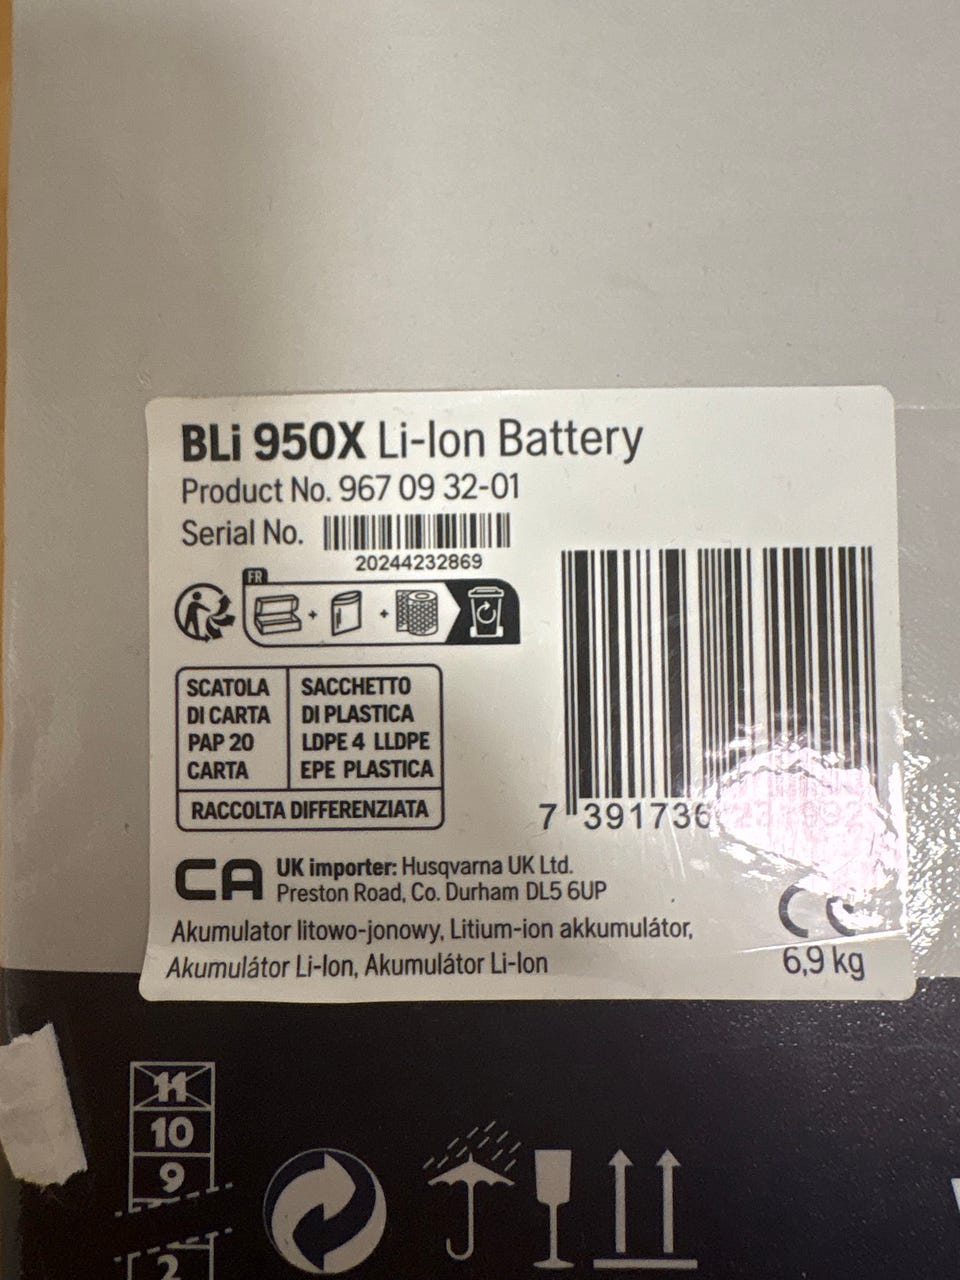 BLi 950X Li-Ion Battery
Product No. 967 09 32-01
Serial No.
20244232869
FR
+ +
SCATOLA
DI CARTA
PAP 20
CARTA
SACCHETTO
DI PLASTICA
LDPE 4 LLDPE
EPE PLASTICA
RACCOLTA DIFFERENZIATA
7 391736
CA
UK importer: Husqvarna UK Ltd.
Preston Road, Co. Durham DL5 6UP
Akumulator litowo-jonowy, Litium-ion akkumulátor,
Akumulátor Li-Ion, Akumulátor Li-Ion
CE
6,9 kg
11
10
9
2